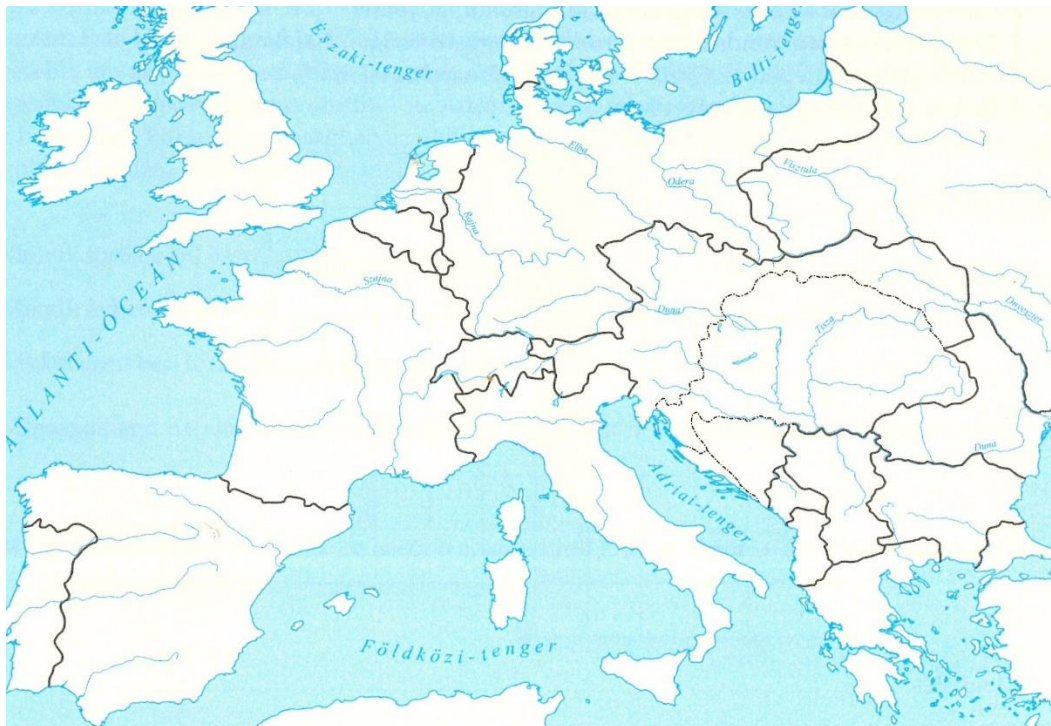 Északi-tenger
Balti-tenger
Elba
Odera
Visztula
Rajna
ATLANTI-ÓCEÁN
Szajna
Duna
Tisza
Dnyeszter
Duna
Adriai-tenger
Földközi-tenger